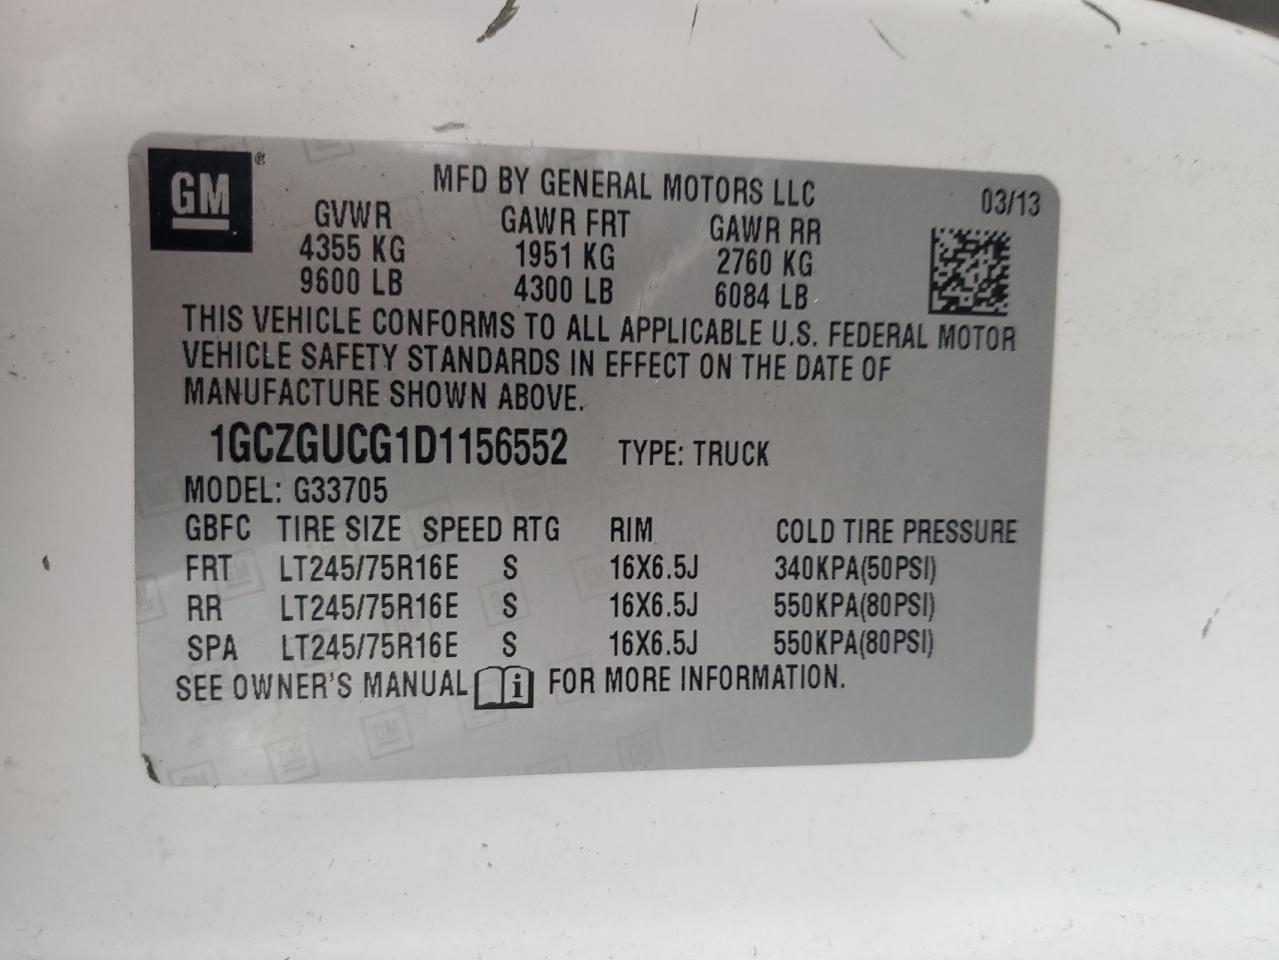 GM ®
MFD BY GENERAL MOTORS LLC 03/13
GVWR GAWR FRT GAWR RR
4355 KG 1951 KG 2760 KG
9600 LB 4300 LB 6084 LB
THIS VEHICLE CONFORMS TO ALL APPLICABLE U.S. FEDERAL MOTOR
VEHICLE SAFETY STANDARDS IN EFFECT ON THE DATE OF
MANUFACTURE SHOWN ABOVE.
1GCZGUCG1D1156552 TYPE: TRUCK
MODEL: G33705
GBFC TIRE SIZE SPEED RTG RIM COLD TIRE PRESSURE
FRT LT245/75R16E S 16X6.5J 340KPA(50PSI)
RR LT245/75R16E S 16X6.5J 550KPA(80PSI)
SPA LT245/75R16E S 16X6.5J 550KPA(80PSI)
SEE OWNER'S MANUAL i FOR MORE INFORMATION.